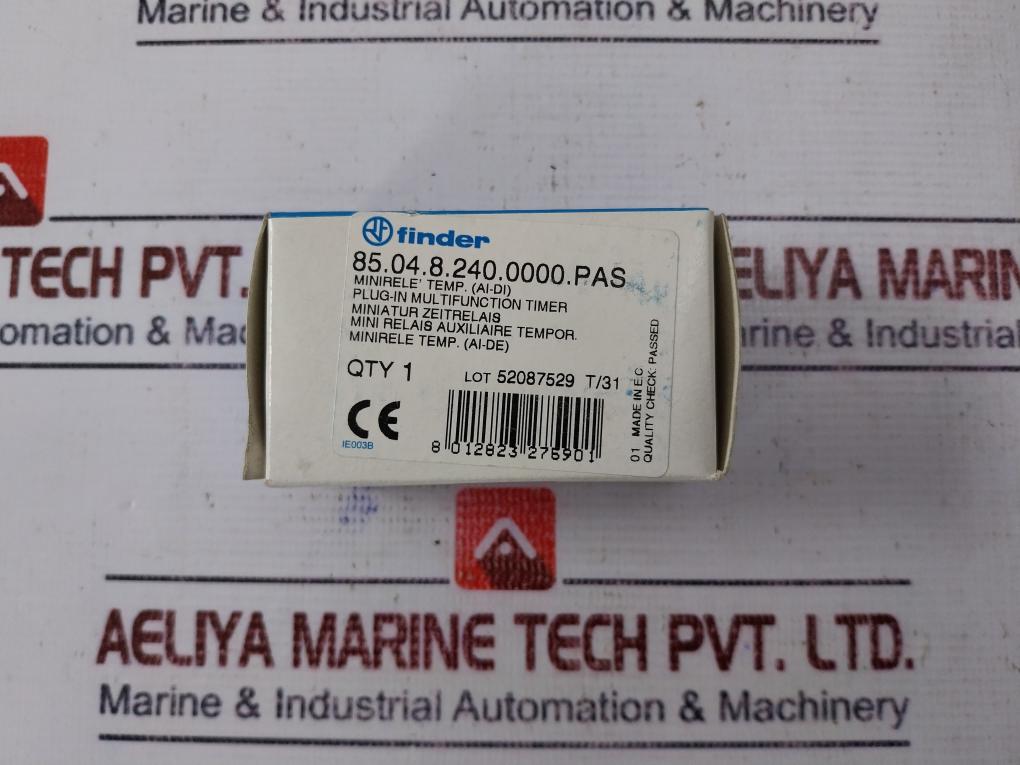 Marine & Industrial Automation & Machinery
TECH PVT.
ELIYA MARIN
omation & Mac
rine & Industrial
finder
85.04.8.240.0000.PAS
MINIRELE' TEMP. (AI-DI)
PLUG-IN MULTIFUNCTION TIMER
MINIATUR ZEITRELAIS
MINI RELAIS AUXILIAIRE TEMPOR.
MINIRELE TEMP. (AI-DE)
QTY 1
LOT 52087529 T/31
CE
IE003B
8 012823 276901
01 MADE IN E.C
QUALITY CHECK: PASSED
AELIYA MARINE TECH PVT. LTD.
Marine & Industrial Automation & Machinery